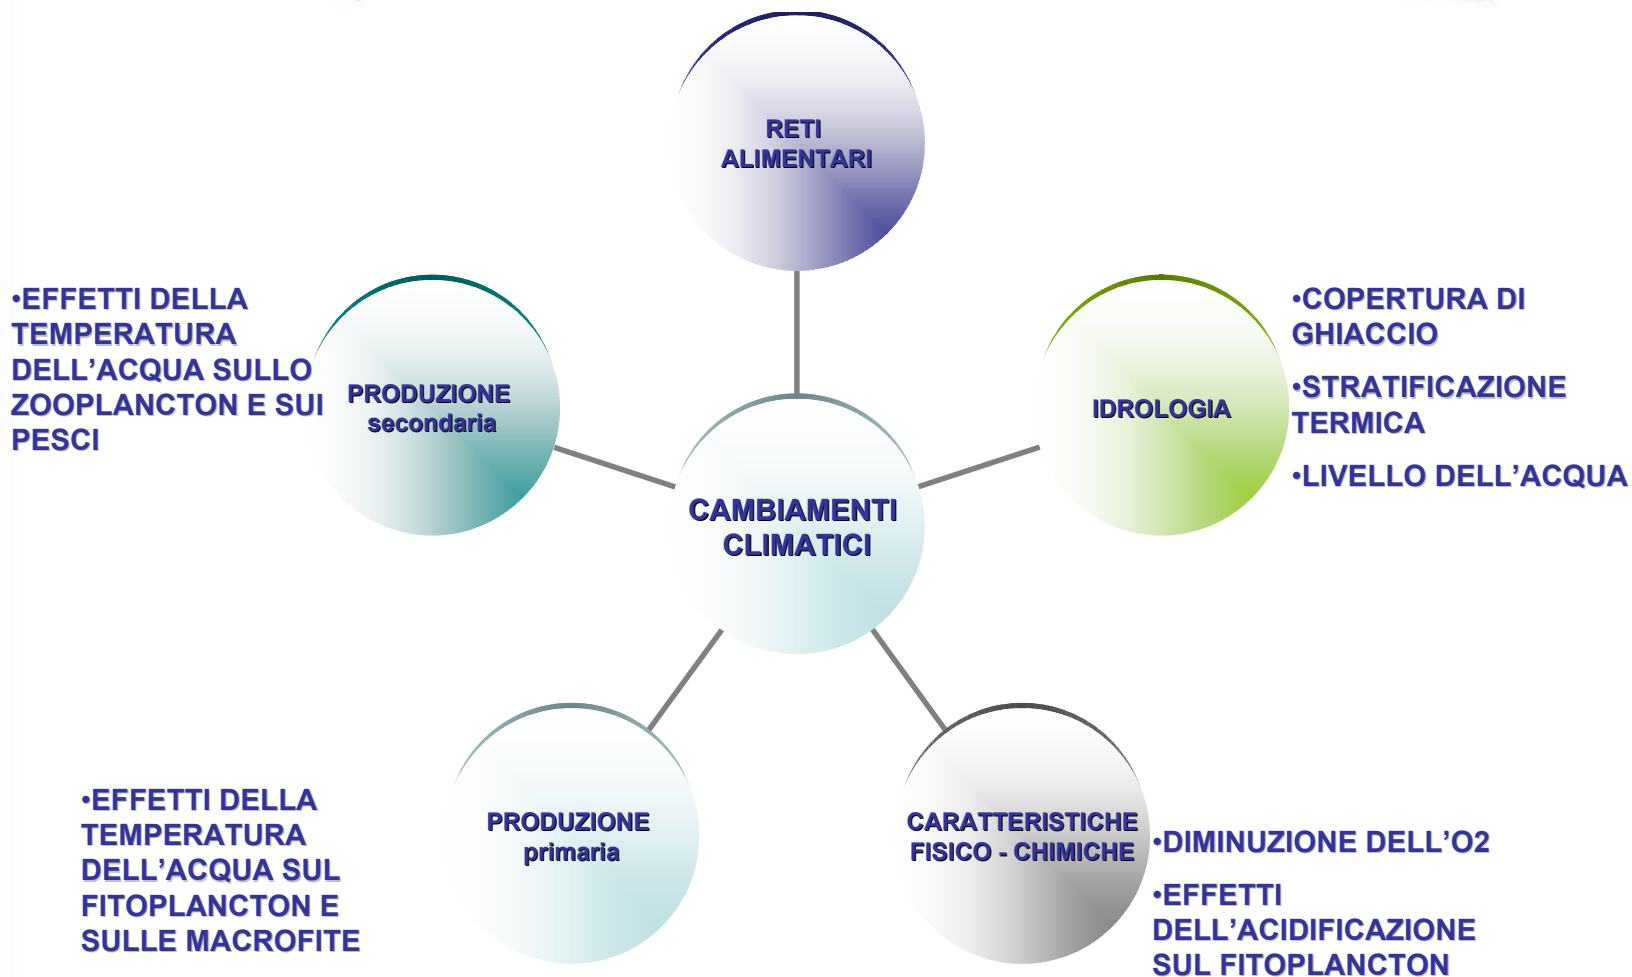 RETI
ALIMENTARI
•EFFETTI DELLA
TEMPERATURA
DELL’ACQUA SULLO
ZOOPLANCTON E SUI
PESCI
PRODUZIONE
secondaria
IDROLOGIA
•COPERTURA DI
GHIACCIO
•STRATIFICAZIONE
TERMICA
•LIVELLO DELL’ACQUA
CAMBIAMENTI
CLIMATICI
•EFFETTI DELLA
TEMPERATURA
DELL’ACQUA SUL
FITOPLANCTON E
SULLE MACROFITE
PRODUZIONE
primaria
CARATTERISTICHE
FISICO - CHIMICHE
•DIMINUZIONE DELL’O2
•EFFETTI
DELL’ACIDIFICAZIONE
SUL FITOPLANCTON